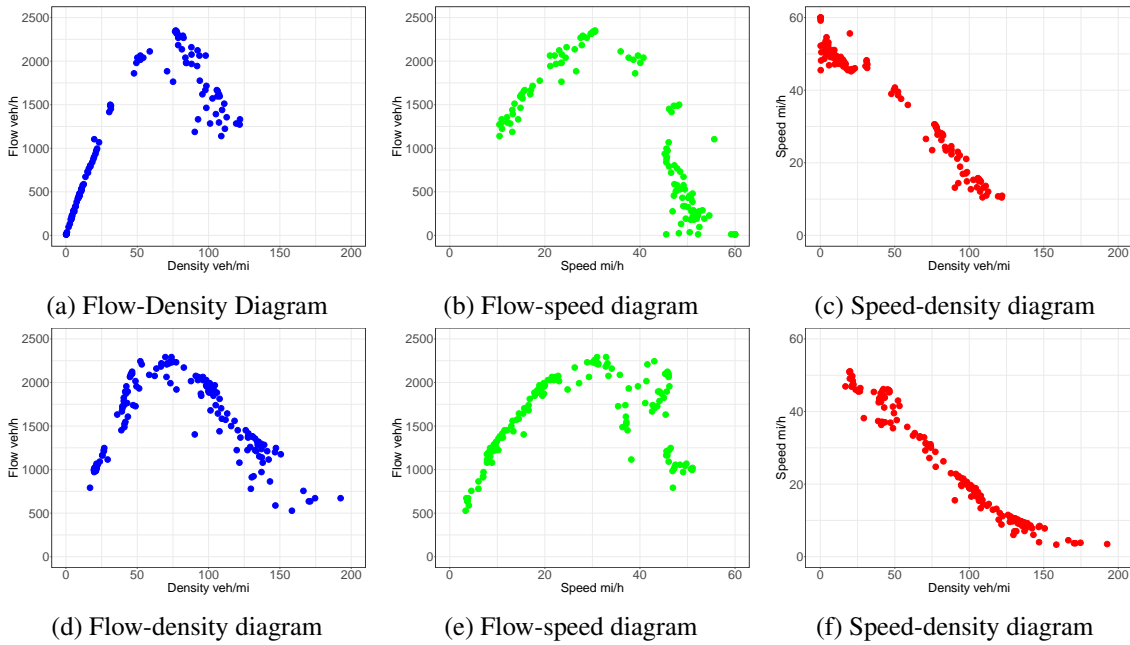 Flow veh/h
2500
2000
1500
1000
500
0
0 50 100 150 200
Density veh/mi
(a) Flow-Density Diagram
Flow veh/h
2500
2000
1500
1000
500
0
0 20 40 60
Speed mi/h
(b) Flow-speed diagram
Speed mi/h
60
40
20
0
0 50 100 150 200
Density veh/mi
(c) Speed-density diagram
Flow veh/h
2500
2000
1500
1000
500
0
0 50 100 150 200
Density veh/mi
(d) Flow-density diagram
Flow veh/h
2500
2000
1500
1000
500
0
0 20 40 60
Speed mi/h
(e) Flow-speed diagram
Speed mi/h
60
40
20
0
0 50 100 150 200
Density veh/mi
(f) Speed-density diagram